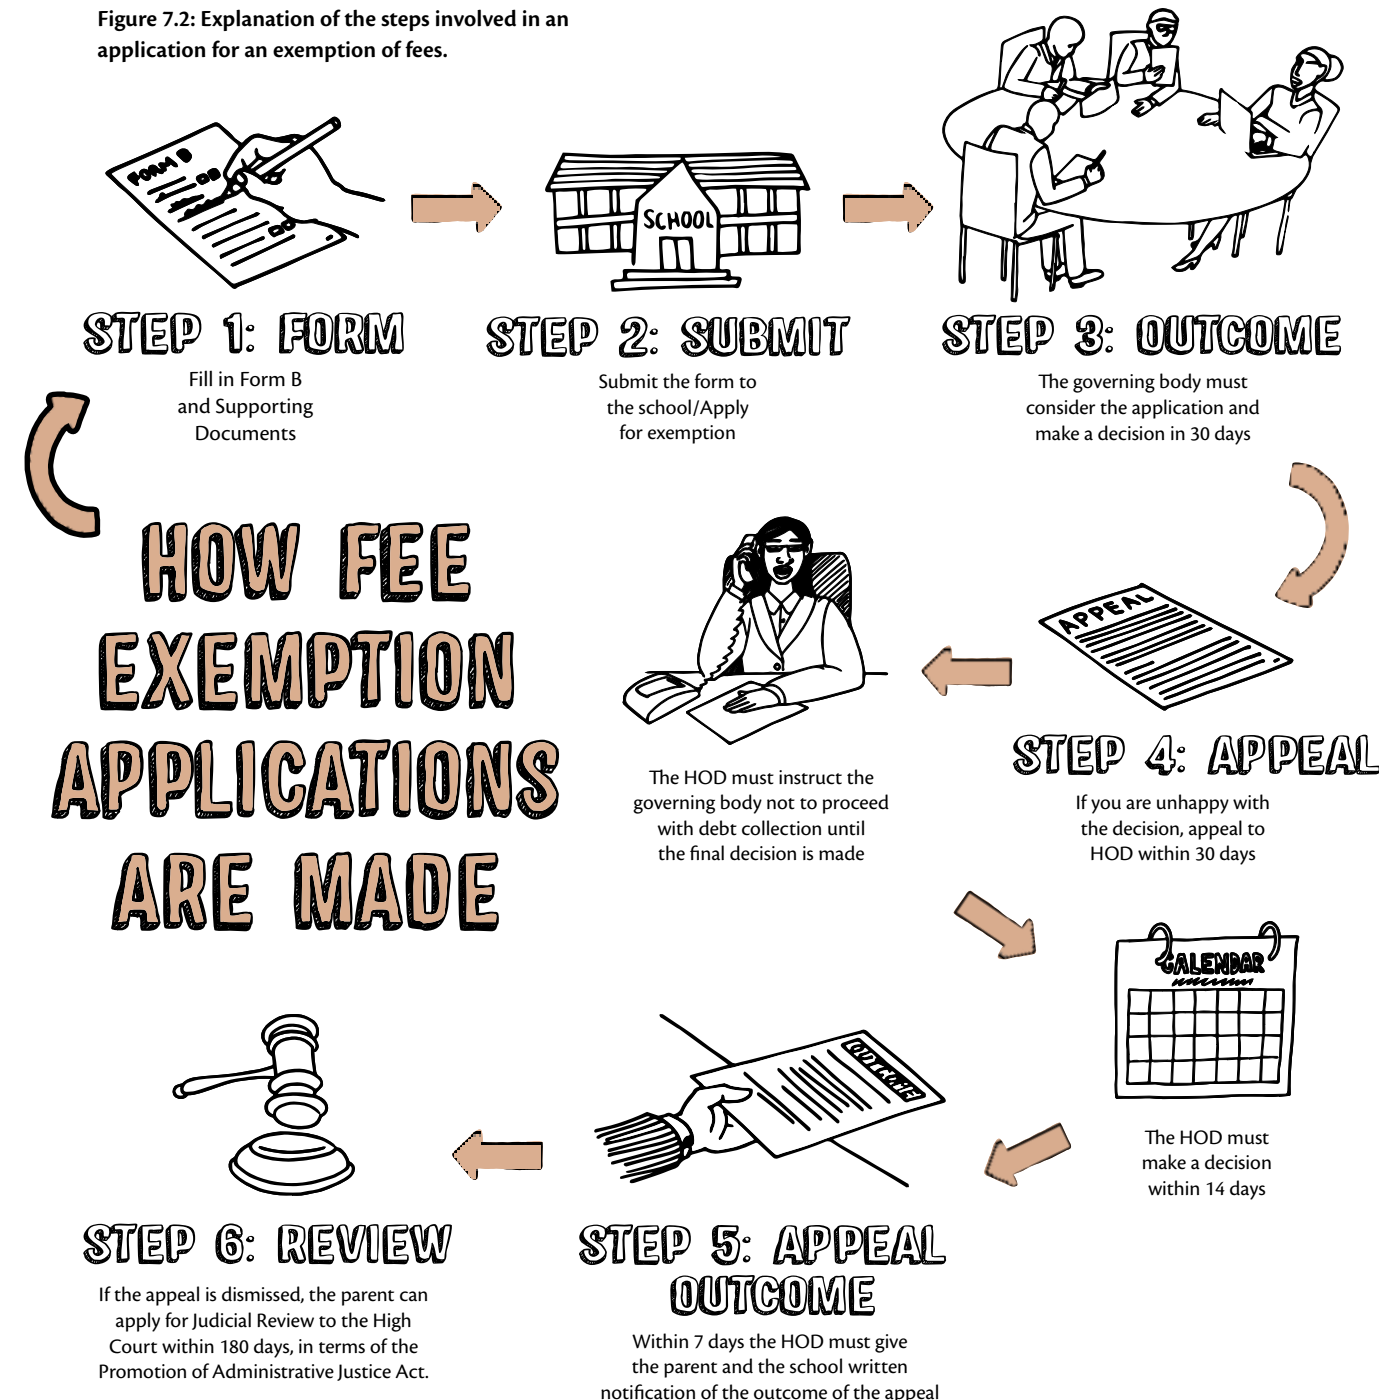 Figure 7.2: Explanation of the steps involved in an
application for an exemption of fees.
FORM B
SCHOOL
STEP 1: FORM
Fill in Form B
and Supporting
Documents
STEP 2: SUBMIT
Submit the form to
the school/Apply
for exemption
STEP 3: OUTCOME
The governing body must
consider the application and
make a decision in 30 days
HOW FEE
EXEMPTION
APPLICATIONS
ARE MADE
APPEAL
STEP 4: APPEAL
If you are unhappy with
the decision, appeal to
HOD within 30 days
The HOD must instruct the
governing body not to proceed
with debt collection until
the final decision is made
CALENDAR
The HOD must
make a decision
within 14 days
OUTCOME
STEP 5: APPEAL
OUTCOME
Within 7 days the HOD must give
the parent and the school written
notification of the outcome of the appeal
STEP 6: REVIEW
If the appeal is dismissed, the parent can
apply for Judicial Review to the High
Court within 180 days, in terms of the
Promotion of Administrative Justice Act.